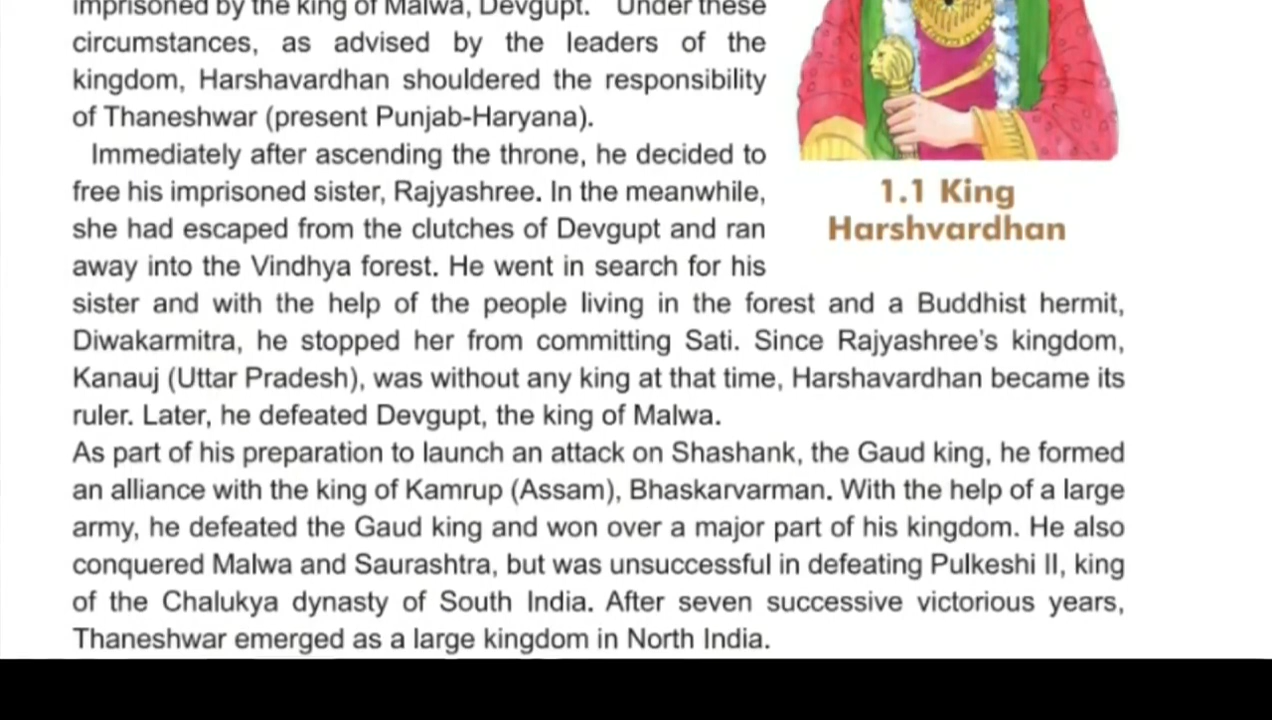 imprisoned by the king of Malwa, Devgupt. Under these
circumstances, as advised by the leaders of the
kingdom, Harshavardhan shouldered the responsibility
of Thaneshwar (present Punjab-Haryana).
Immediately after ascending the throne, he decided to
free his imprisoned sister, Rajyashree. In the meanwhile,
she had escaped from the clutches of Devgupt and ran
away into the Vindhya forest. He went in search for his
sister and with the help of the people living in the forest and a Buddhist hermit,
Diwakarmitra, he stopped her from committing Sati. Since Rajyashree's kingdom,
Kanauj (Uttar Pradesh), was without any king at that time, Harshavardhan became its
ruler. Later, he defeated Devgupt, the king of Malwa.
As part of his preparation to launch an attack on Shashank, the Gaud king, he formed
an alliance with the king of Kamrup (Assam), Bhaskarvarman. With the help of a large
army, he defeated the Gaud king and won over a major part of his kingdom. He also
conquered Malwa and Saurashtra, but was unsuccessful in defeating Pulkeshi II, king
of the Chalukya dynasty of South India. After seven successive victorious years,
Thaneshwar emerged as a large kingdom in North India.
1.1 King
Harshvardhan